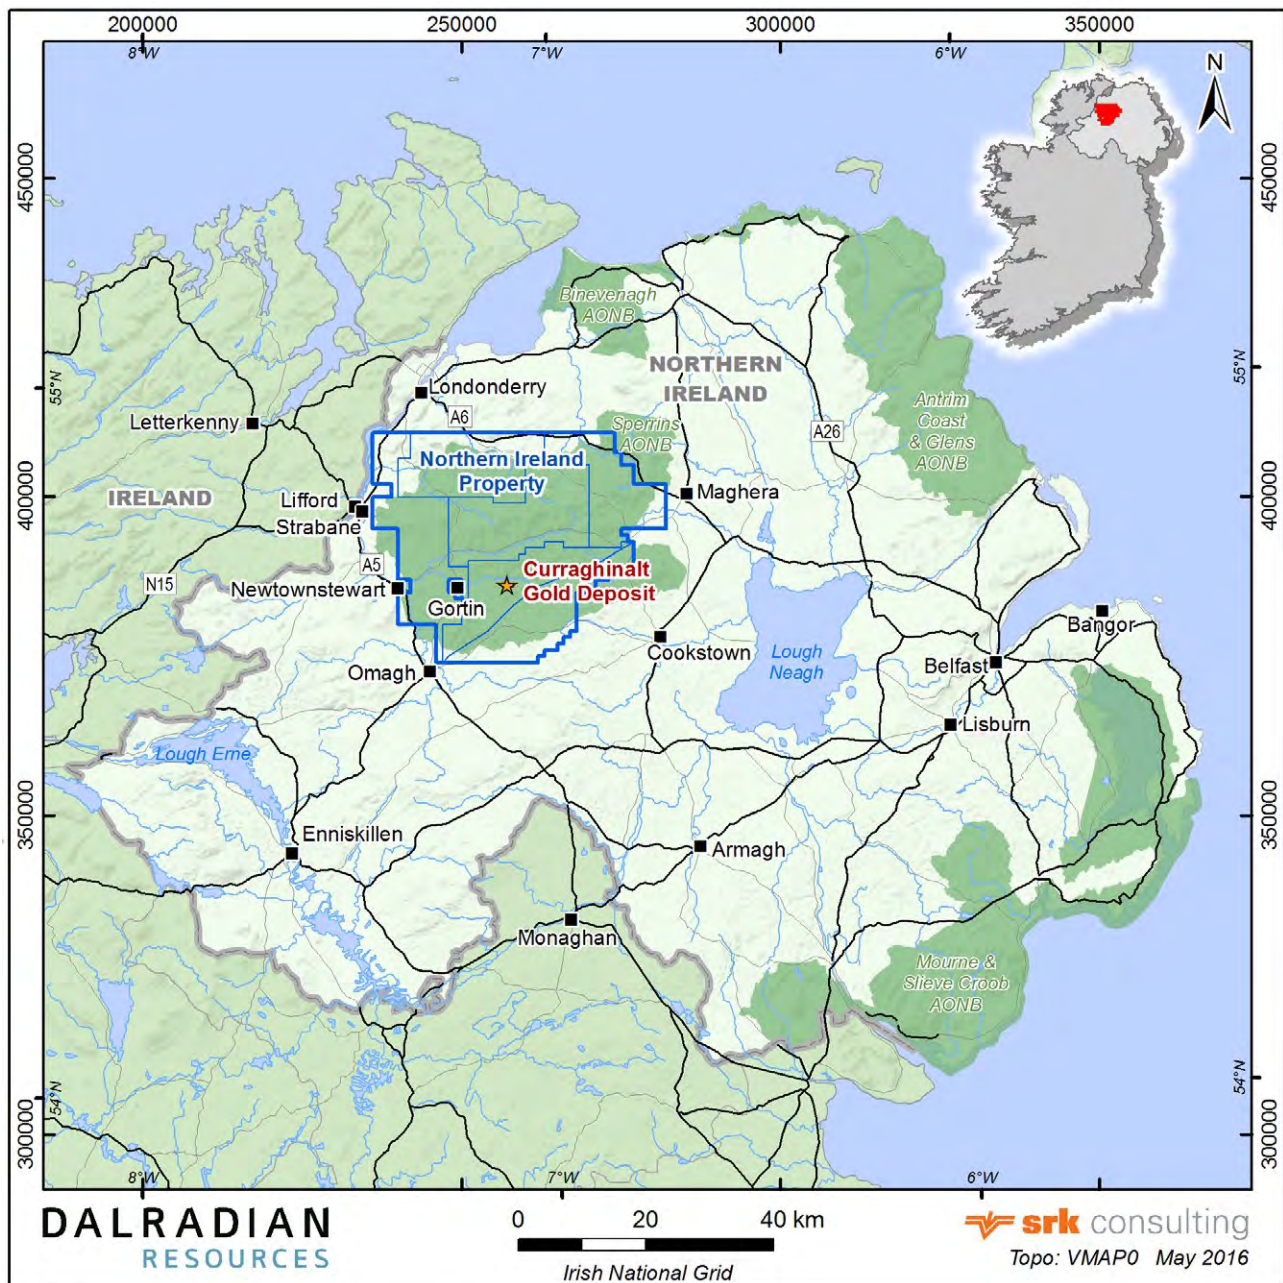 200000
250000
300000
350000
8°W
7°W
6°W
N
450000
450000
Binevenagh
AONB
NORTHERN
IRELAND
55°N
55°N
Londonderry
Letterkenny
A6
Antrim
Coast
& Glens
AONB
Sperrins
AONB
A26
Northern Ireland
Property
IRELAND
400000
400000
Maghera
Lifford
Strabane
A5
N15
Newtownstewart
Curraghinalt
Gold Deposit
Gortin
Bangor
Cookstown
Lough
Neagh
Belfast
Omagh
Lisburn
Lough Erne
350000
350000
Enniskillen
Armagh
Monaghan
Mourne &
Slieve Croob
AONB
54°N
54°N
300000
300000
8°W
7°W
6°W
DALRADIAN
RESOURCES
0 20 40 km
Irish National Grid
srk consulting
Topo: VMAP0 May 2016